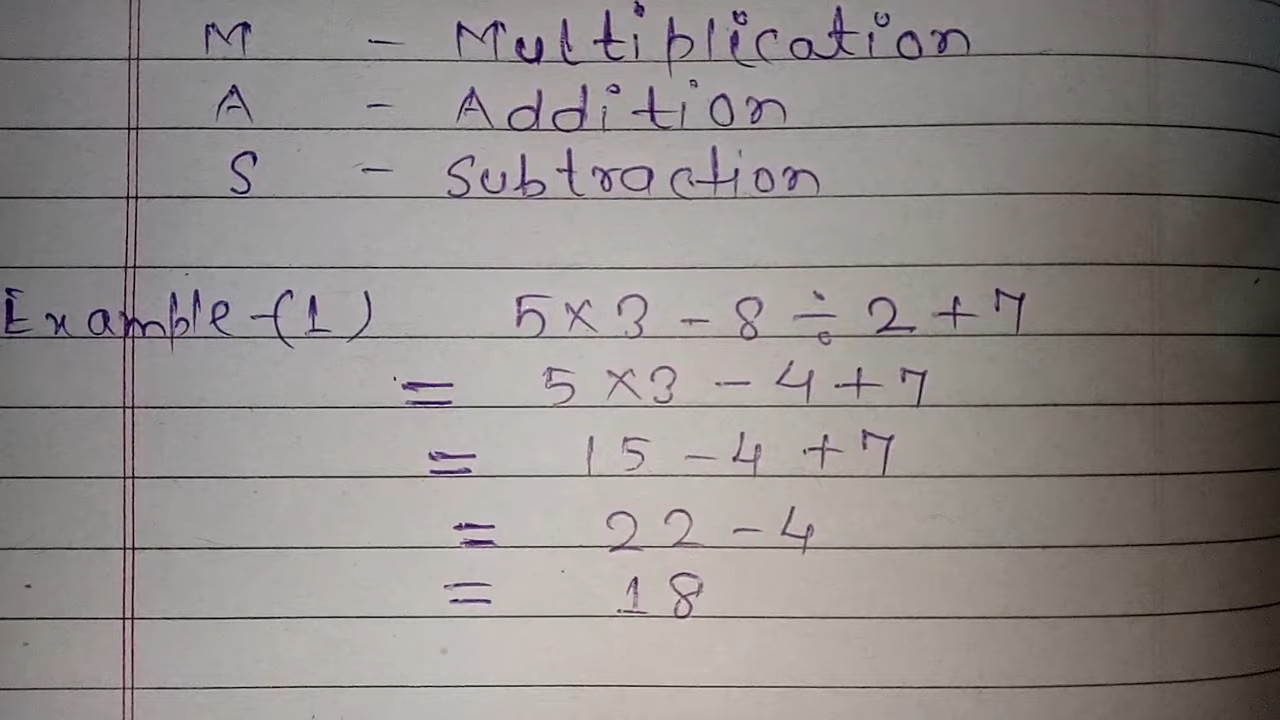 M - Multiplication
A - Addition
S - Subtraction
Example-(1) 5×3-8÷2+7
= 5×3-4+7
= 15-4+7
= 22-4
= 18